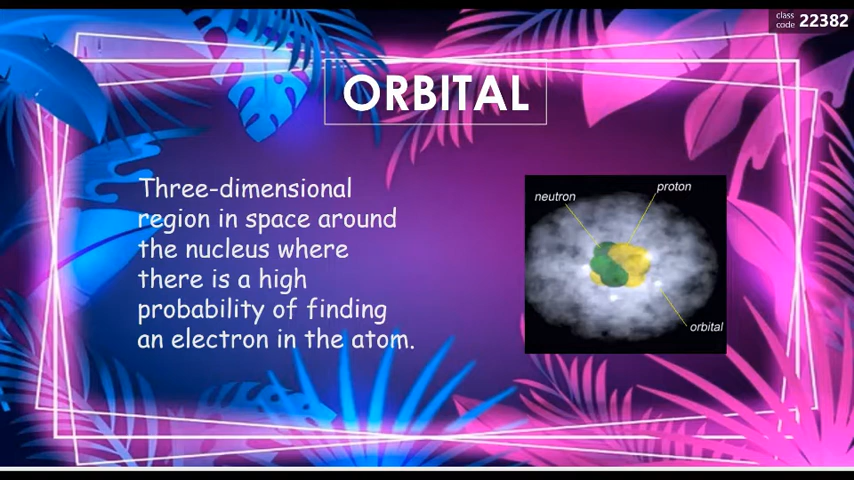 class
code 22382
ORBITAL
Three-dimensional
region in space around
the nucleus where
there is a high
probability of finding
an electron in the atom.
neutron
proton
orbital